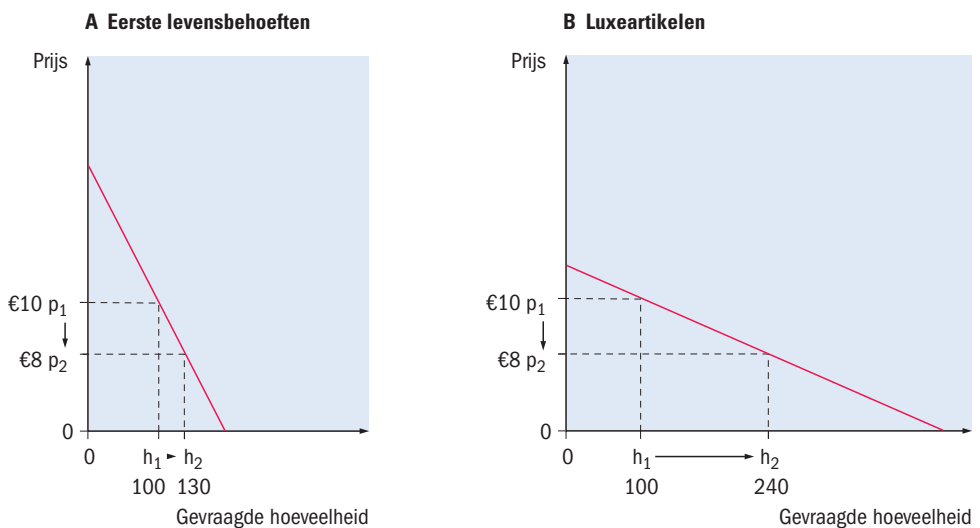 A Eerste levensbehoeften
Prijs
€10 p1
€8 p2
0
0 h1 h2
100 130
Gevraagde hoeveelheid
B Luxeartikelen
Prijs
€10 p1
€8 p2
0
0 h1 h2
100 240
Gevraagde hoeveelheid